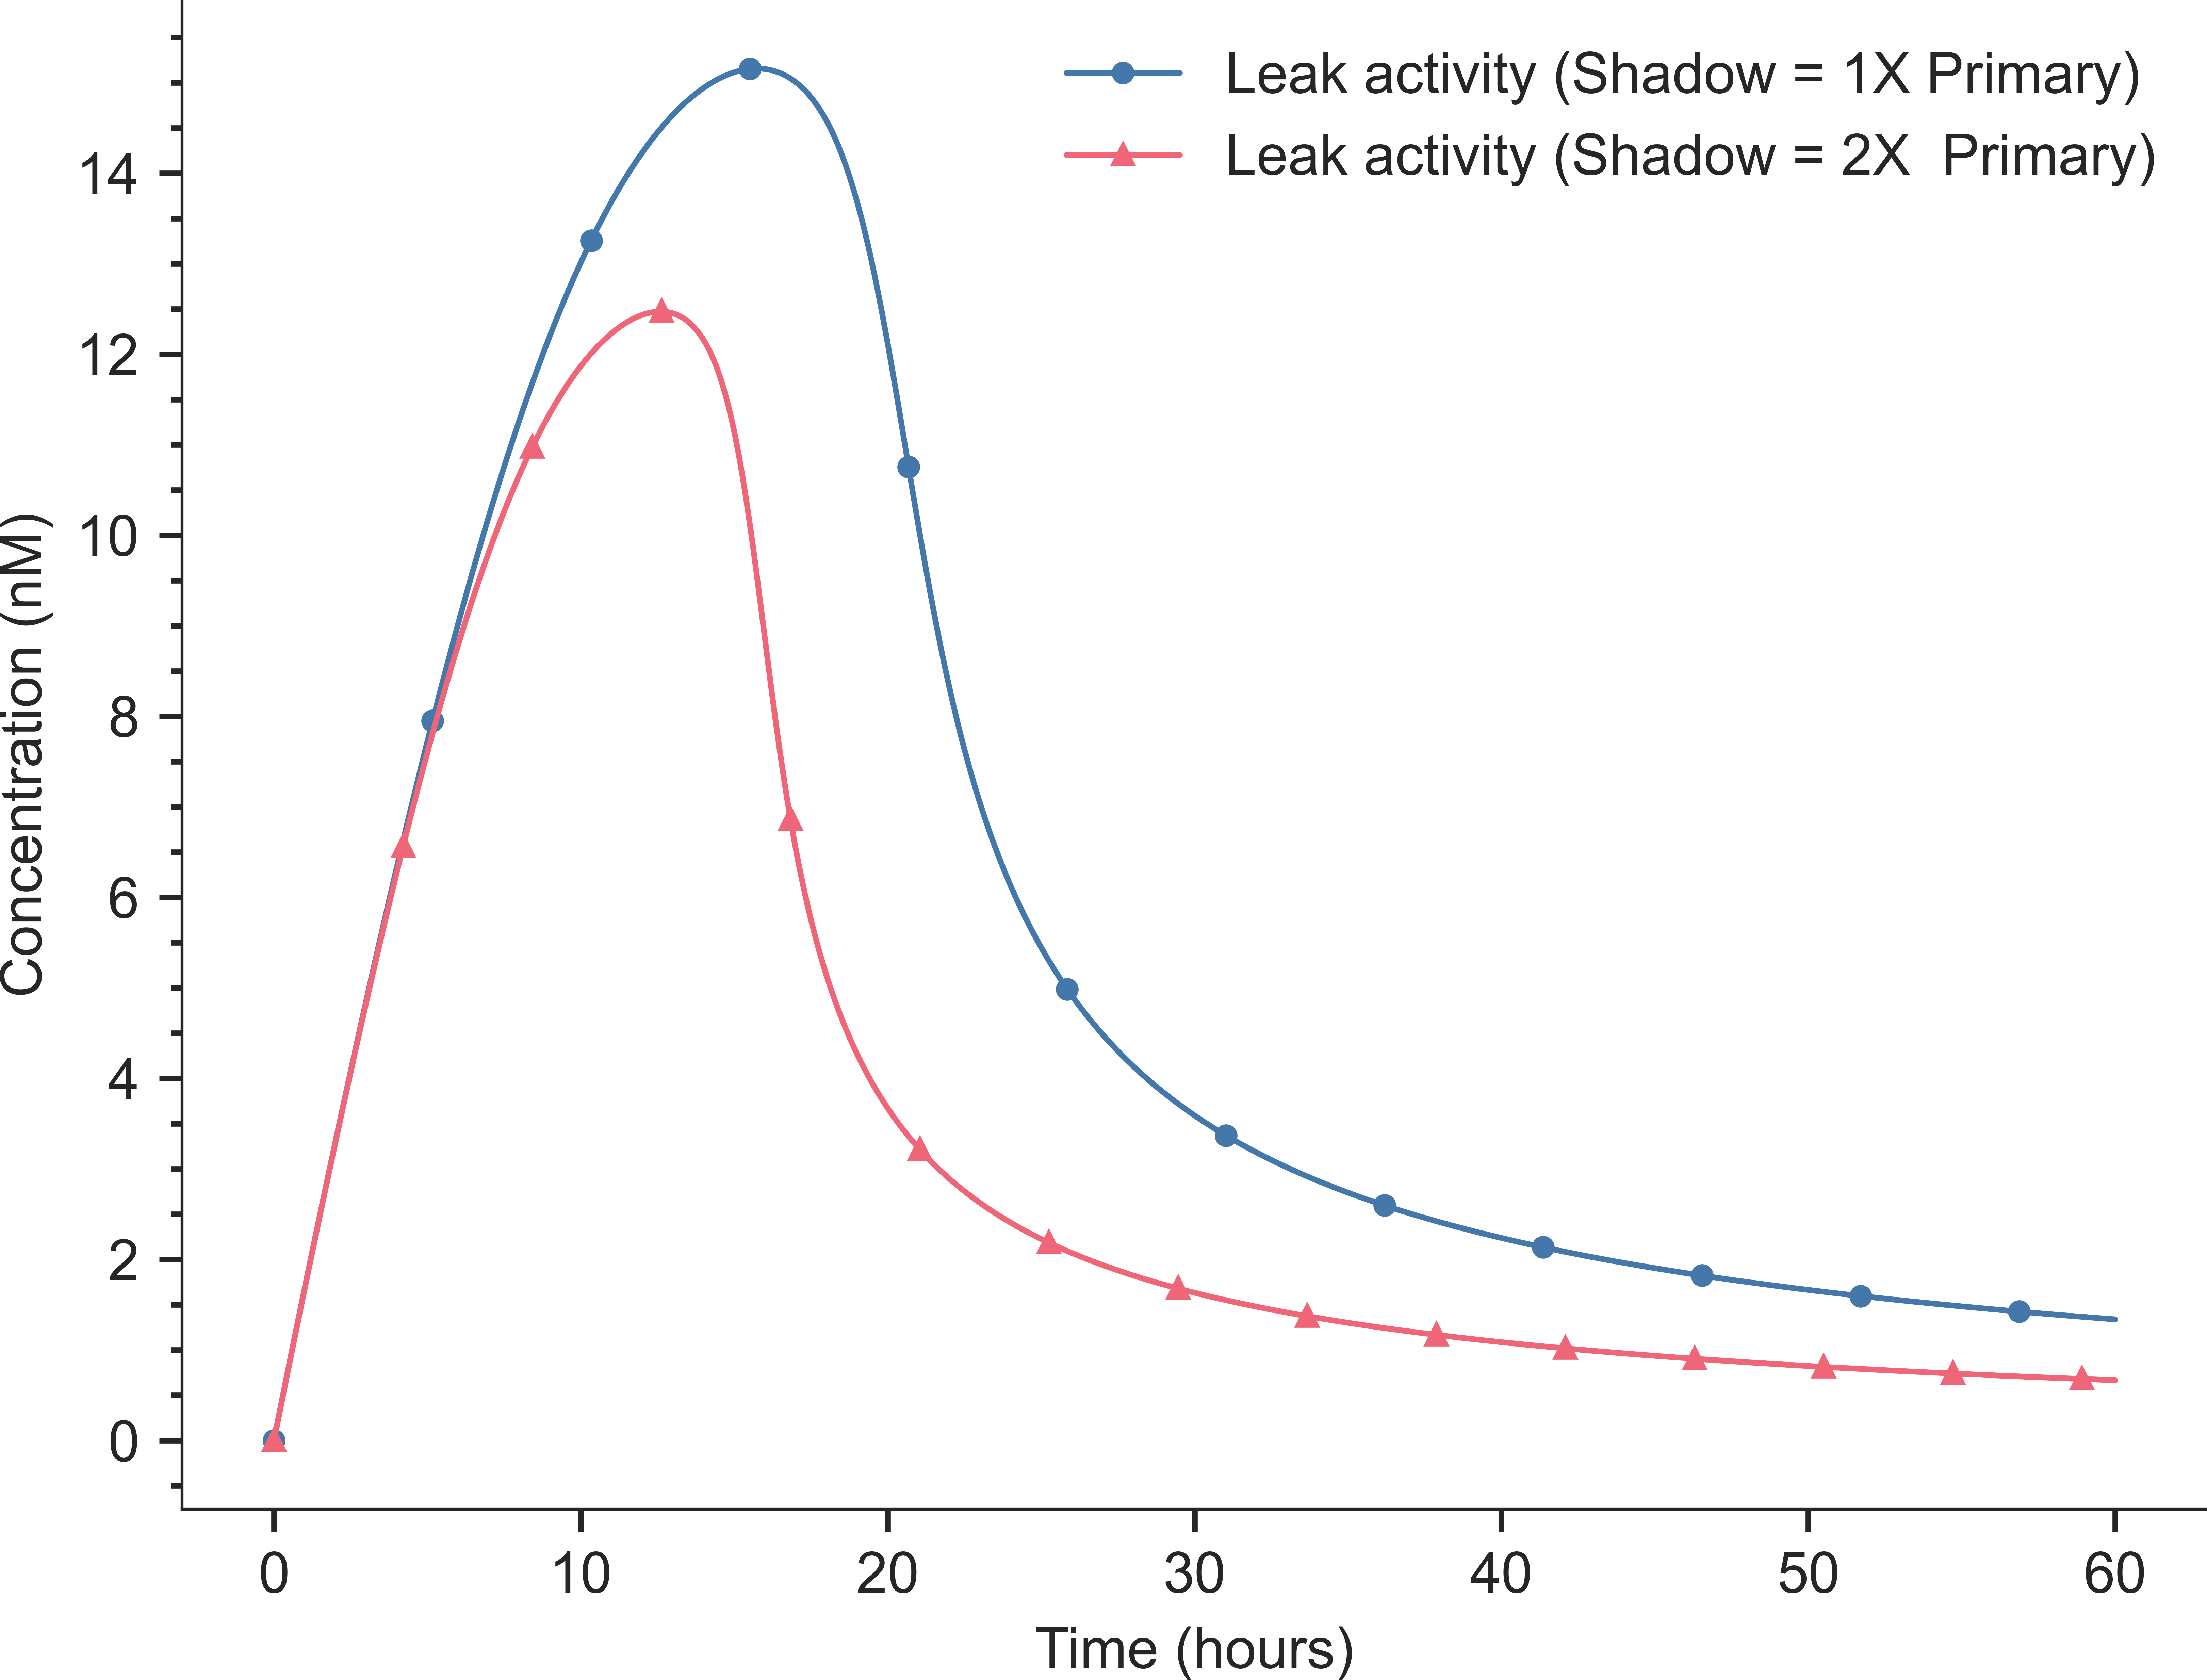 Leak activity (Shadow = 1X Primary)
Leak activity (Shadow = 2X  Primary)
Concentration (nM)
14
12
10
8
6
4
2
0
0 10 20 30 40 50 60
Time (hours)